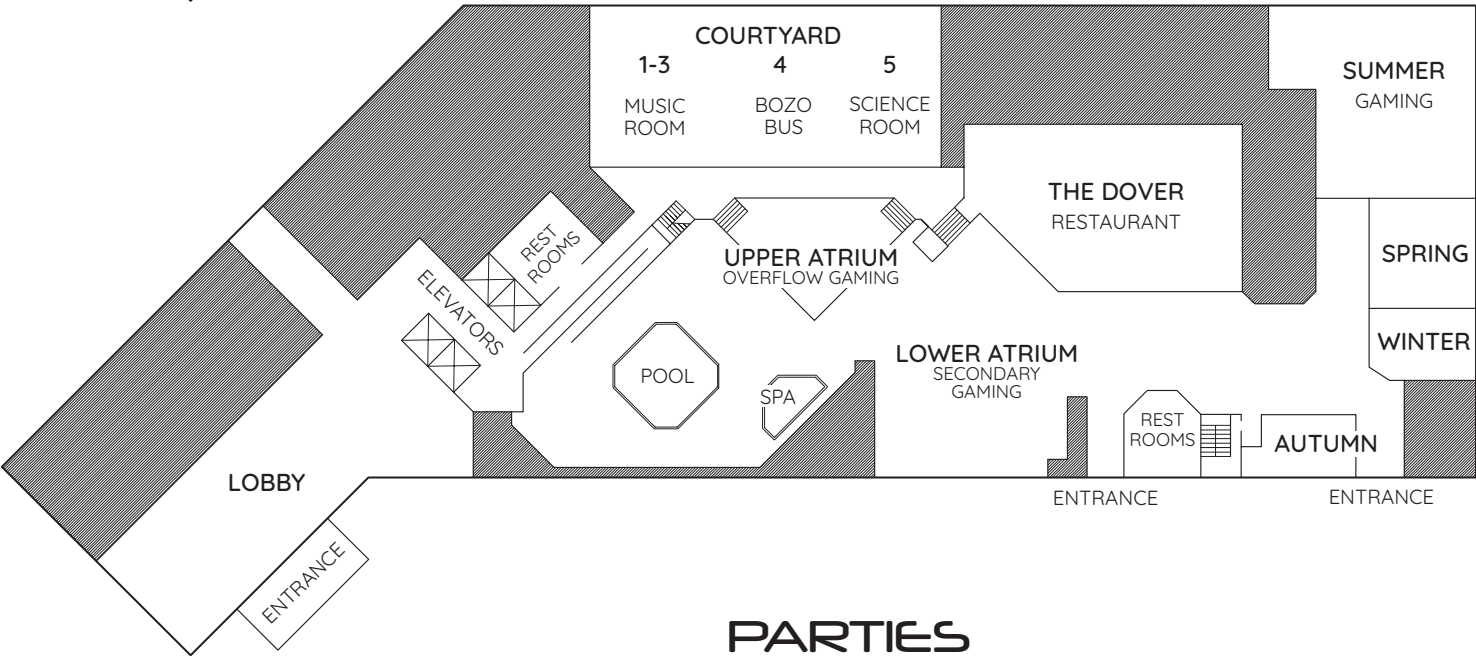 COURTYARD
1-3
4
5
MUSIC
ROOM
BOZO
BUS
SCIENCE
ROOM
SUMMER
GAMING
THE DOVER
RESTAURANT
REST
ROOMS
UPPER ATRIUM
OVERFLOW GAMING
SPRING
ELEVATORS
WINTER
LOWER ATRIUM
SECONDARY
GAMING
POOL
SPA
REST
ROOMS
AUTUMN
LOBBY
ENTRANCE
ENTRANCE
ENTRANCE
PARTIES